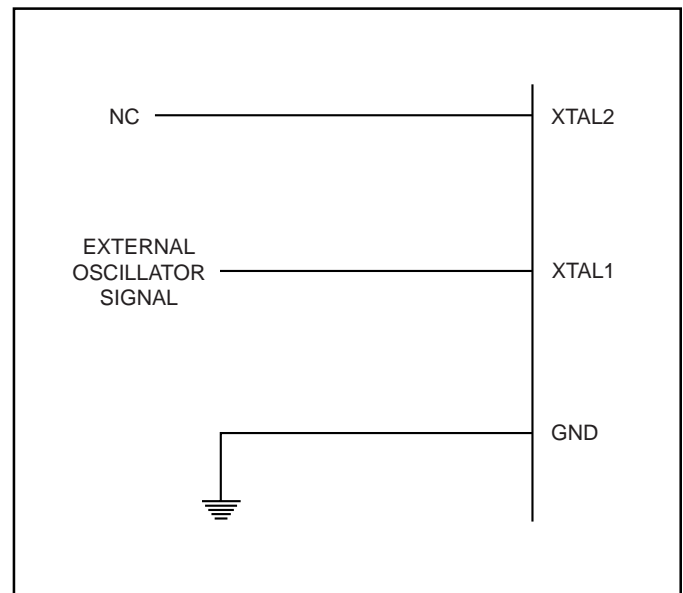 NC
XTAL2
EXTERNAL
OSCILLATOR
SIGNAL
XTAL1
GND